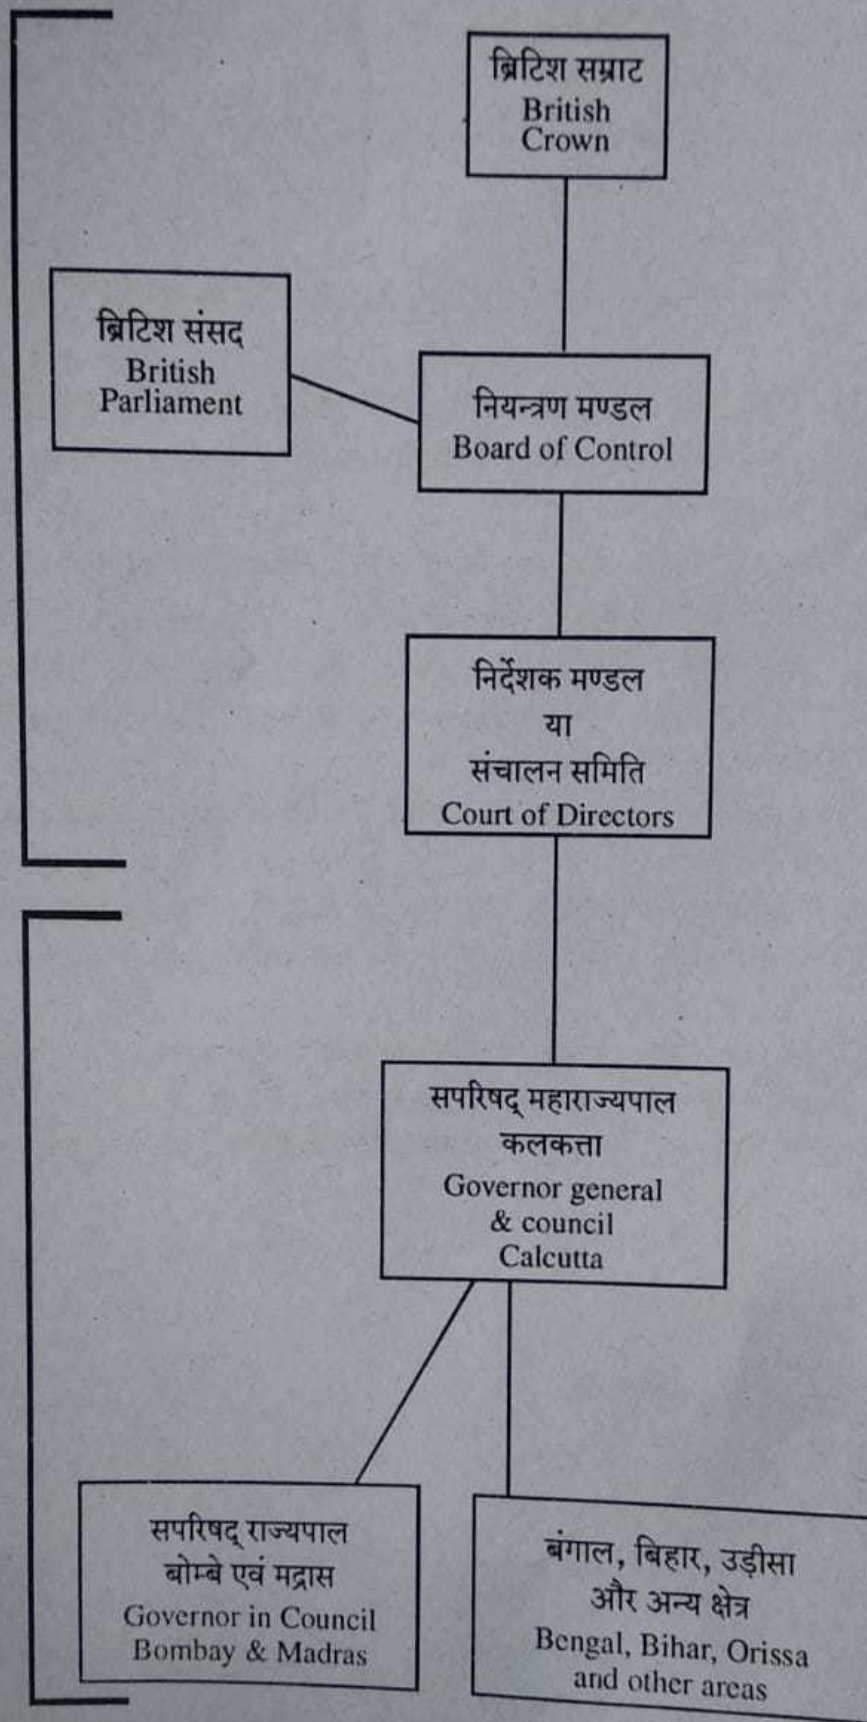 ब्रिटिश सम्राट
British
Crown
ब्रिटिश संसद
British
Parliament
नियन्त्रण मण्डल
Board of Control
निर्देशक मण्डल
या
संचालन समिति
Court of Directors
सपरिषद् महाराज्यपाल
कलकत्ता
Governor general
& council
Calcutta
सपरिषद् राज्यपाल
बोम्बे एवं मद्रास
Governor in Council
Bombay & Madras
बंगाल, बिहार, उड़ीसा
और अन्य क्षेत्र
Bengal, Bihar, Orissa
and other areas